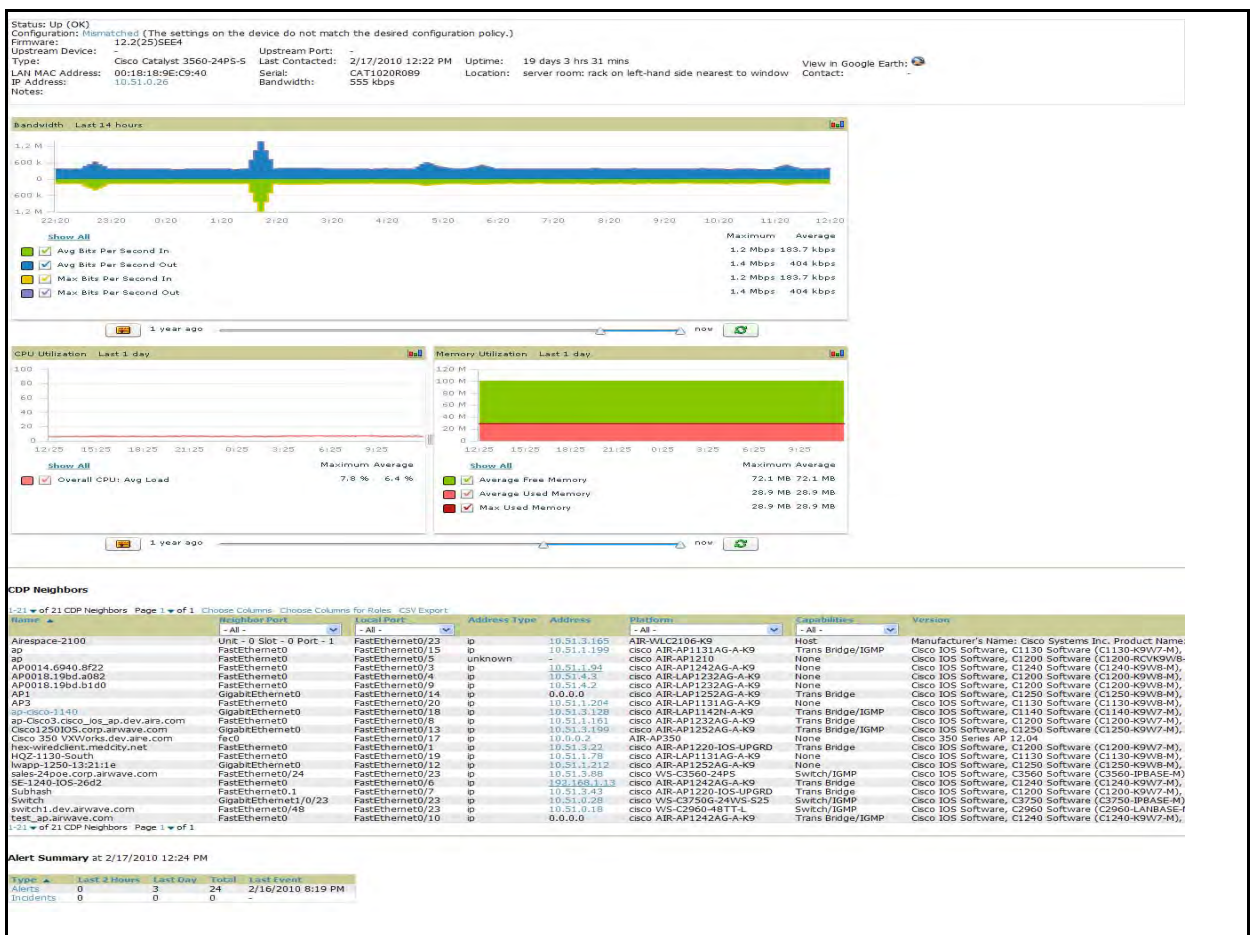 Status: Up (OK)
Configuration: Mismatched (The settings on the device do not match the desired configuration policy.)
Firmware: 12.2(25)SEE4
Upstream Device: - Upstream Port: -
Type: Cisco Catalyst 3560-24PS-S Last Contacted: 2/17/2010 12:22 PM Uptime: 19 days 3 hrs 31 mins View in Google Earth:
LAN MAC Address: 00:18:18:9E:C9:40 Serial: CAT1020R089 Location: server room: rack on left-hand side nearest to window Contact: -
IP Address: 10.51.0.26 Bandwidth: 555 kbps
Notes:
Bandwidth Last 14 hours
1.2 M
600 k
0
600 k
1.2 M
22:20 23:20 0:20 1:20 2:20 3:20 4:20 5:20 6:20 7:20 8:20 9:20 10:20 11:20 12:20
Show All Maximum Average
Avg Bits Per Second In 1.2 Mbps 183.7 kbps
Avg Bits Per Second Out 1.4 Mbps 404 kbps
Max Bits Per Second In 1.2 Mbps 183.7 kbps
Max Bits Per Second Out 1.4 Mbps 404 kbps
1 year ago now
CPU Utilization Last 1 day
100
80
60
40
20
0
12:25 15:25 18:25 21:25 0:25 3:25 6:25 9:25
Show All Maximum Average
Overall CPU: Avg Load 7.8 % 6.4 %
Memory Utilization Last 1 day
120 M
100 M
80 M
60 M
40 M
20 M
0
12:25 15:25 18:25 21:25 0:25 3:25 6:25 9:25
Show All Maximum Average
Average Free Memory 72.1 MB 72.1 MB
Average Used Memory 28.9 MB 28.9 MB
Max Used Memory 28.9 MB 28.9 MB
1 year ago now
CDP Neighbors
1-21 of 21 CDP Neighbors Page 1 of 1 Choose Columns Choose Columns for Roles CSV Export
Name Neighbor Port Local Port Address Type Address Platform Capabilities Version
- All - - All - - All - - All -
Airespace-2100 Unit - 0 Slot - 0 Port - 1 FastEthernet0/23 ip 10.51.3.165 AIR-WLC2106-K9 Host Manufacturer's Name: Cisco Systems Inc. Product Name:
ap FastEthernet0 FastEthernet0/15 ip 10.51.1.199 cisco AIR-AP1131AG-A-K9 Trans Bridge/IGMP Cisco IOS Software, C1130 Software (C1130-K9W7-M),
ap FastEthernet0 FastEthernet0/5 unknown - cisco AIR-AP1210 None Cisco IOS Software, C1200 Software (C1200-RCVK9W8-
AP0014.6940.8f22 FastEthernet0 FastEthernet0/3 ip 10.51.1.94 cisco AIR-AP1242AG-A-K9 None Cisco IOS Software, C1240 Software (C1240-K9W8-M),
AP0018.19bd.a082 FastEthernet0 FastEthernet0/4 ip 10.51.4.3 cisco AIR-LAP1232AG-A-K9 None Cisco IOS Software, C1200 Software (C1200-K9W8-M),
AP0018.19bd.b1d0 FastEthernet0 FastEthernet0/9 ip 10.51.4.2 cisco AIR-LAP1232AG-A-K9 None Cisco IOS Software, C1200 Software (C1200-K9W8-M),
AP1 GigabitEthernet0 FastEthernet0/14 ip 0.0.0.0 cisco AIR-LAP1252AG-A-K9 Trans Bridge Cisco IOS Software, C1250 Software (C1250-K9W8-M),
AP3 FastEthernet0 FastEthernet0/20 ip 10.51.1.204 cisco AIR-LAP1131AG-A-K9 None Cisco IOS Software, C1130 Software (C1130-K9W8-M),
ap-cisco-1140 GigabitEthernet0 FastEthernet0/18 ip 10.51.3.128 cisco AIR-LAP1142N-A-K9 Trans Bridge/IGMP Cisco IOS Software, C1140 Software (C1140-K9W7-M),
ap-Cisco3.cisco_ios_ap.dev.aira.com FastEthernet0 FastEthernet0/8 ip 10.51.1.161 cisco AIR-AP1232AG-A-K9 Trans Bridge Cisco IOS Software, C1200 Software (C1200-K9W7-M),
Cisco1250IOS.corp.airwave.com GigabitEthernet0 FastEthernet0/13 ip 10.51.3.199 cisco AIR-AP1252AG-A-K9 Trans Bridge/IGMP Cisco IOS Software, C1250 Software (C1250-K9W7-M),
Cisco 350 VXWorks.dev.aire.com fec0 FastEthernet0/17 ip 10.0.0.2 AIR-AP350 None Cisco 350 Series AP 12.04
hex-wiredclient.medcity.net FastEthernet0 FastEthernet0/1 ip 10.51.3.22 cisco AIR-AP1220-IOS-UPGRD Trans Bridge Cisco IOS Software, C1200 Software (C1200-K9W7-M),
HQZ-1130-South FastEthernet0 FastEthernet0/19 ip 10.51.1.78 cisco AIR-LAP1131AG-A-K9 None Cisco IOS Software, C1130 Software (C1130-K9W8-M),
lwapp-1250-13:21:1e GigabitEthernet0 FastEthernet0/12 ip 10.51.1.212 cisco AIR-AP1252AG-A-K9 None Cisco IOS Software, C1250 Software (C1250-K9W8-M),
sales-24poe.corp.airwave.com FastEthernet0/24 FastEthernet0/23 ip 10.51.3.88 cisco WS-C3560-24PS Switch/IGMP Cisco IOS Software, C3560 Software (C3560-IPBASE-M)
SE-1240-IOS-26d2 FastEthernet0 FastEthernet0/6 ip 192.168.1.13 cisco AIR-AP1242AG-A-K9 Trans Bridge Cisco IOS Software, C1240 Software (C1240-K9W7-M),
Subhash FastEthernet0.1 FastEthernet0/7 ip 10.51.3.43 cisco AIR-AP1220-IOS-UPGRD Trans Bridge Cisco IOS Software, C1200 Software (C1200-K9W7-M),
Switch GigabitEthernet1/0/23 FastEthernet0/23 ip 10.51.0.28 cisco WS-C3750G-24WS-S25 Switch/IGMP Cisco IOS Software, C3750 Software (C3750-IPBASE-M)
switch1.dev.airwave.com FastEthernet0/48 FastEthernet0/23 ip 10.51.0.18 cisco WS-C2960-48TT-L Switch/IGMP Cisco IOS Software, C2960 Software (C2960-LANBASE-
test_ap.airwave.com FastEthernet0 FastEthernet0/10 ip 0.0.0.0 cisco AIR-AP1242AG-A-K9 Trans Bridge/IGMP Cisco IOS Software, C1240 Software (C1240-K9W7-M),
1-21 of 21 CDP Neighbors Page 1 of 1
Alert Summary at 2/17/2010 12:24 PM
Type Last 2 Hours Last Day Total Last Event
Alerts 0 3 24 2/16/2010 8:19 PM
Incidents 0 0 0 -